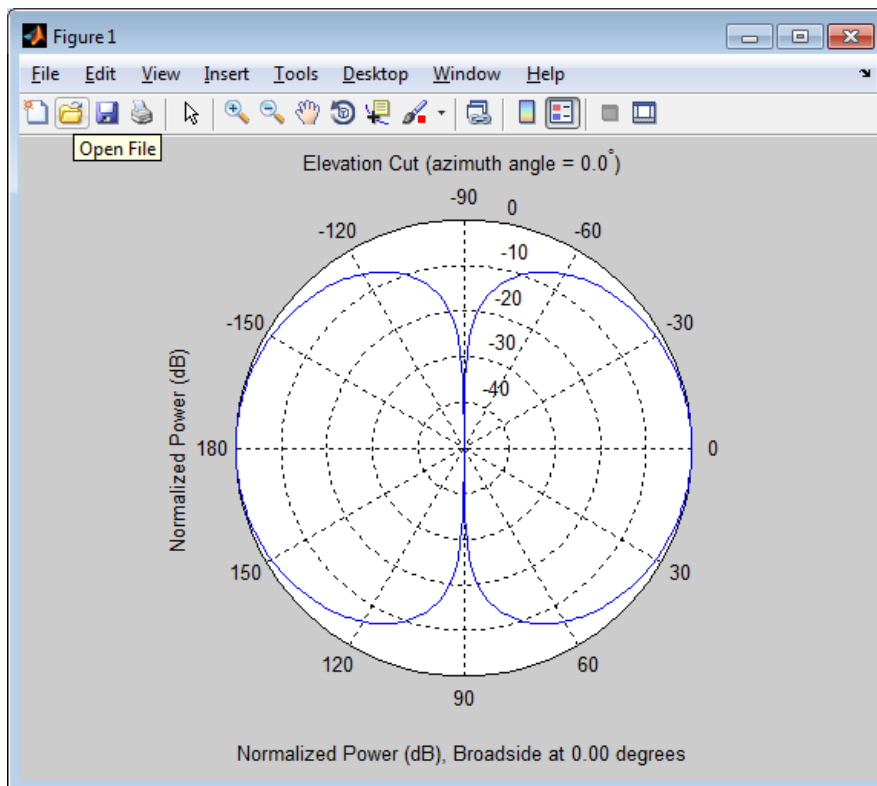 Figure 1
File Edit View Insert Tools Desktop Window Help
Open File
Elevation Cut (azimuth angle = 0.0°)
-90
0
-120
-60
-10
-20
-150
-30
-30
-40
Normalized Power (dB)
180
0
150
30
120
60
90
Normalized Power (dB), Broadside at 0.00 degrees